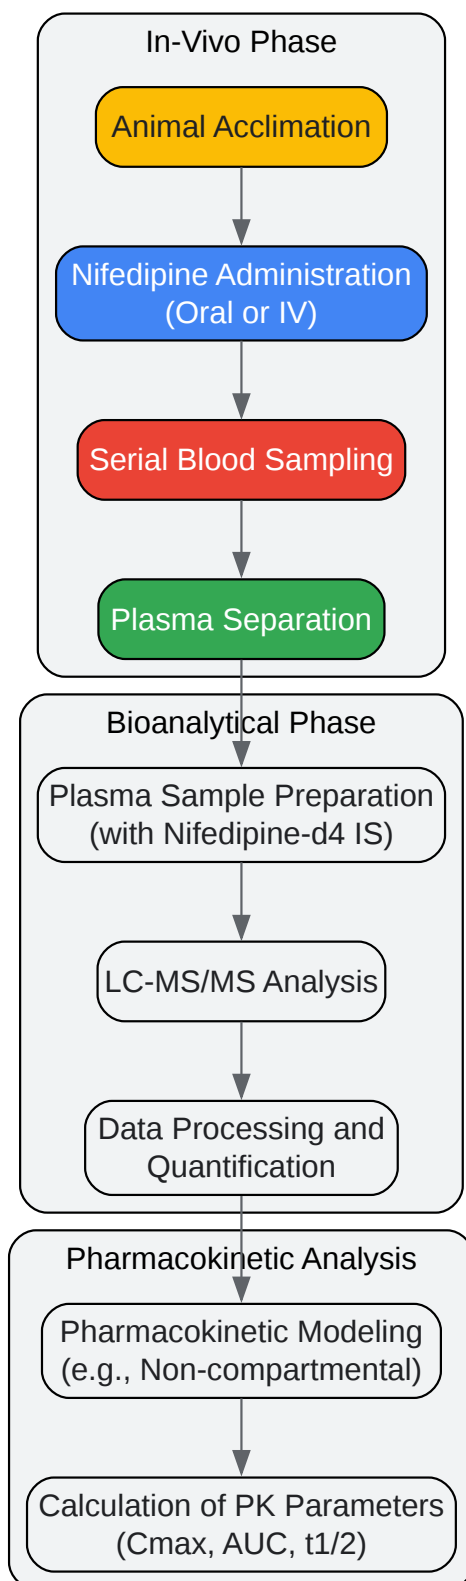 In-Vivo Phase
Animal Acclimation
Nifedipine Administration
(Oral or IV)
Serial Blood Sampling
Plasma Separation
Bioanalytical Phase
Plasma Sample Preparation
(with Nifedipine-d4 IS)
LC-MS/MS Analysis
Data Processing and
Quantification
Pharmacokinetic Analysis
Pharmacokinetic Modeling
(e.g., Non-compartmental)
Calculation of PK Parameters
(Cmax, AUC, t1/2)